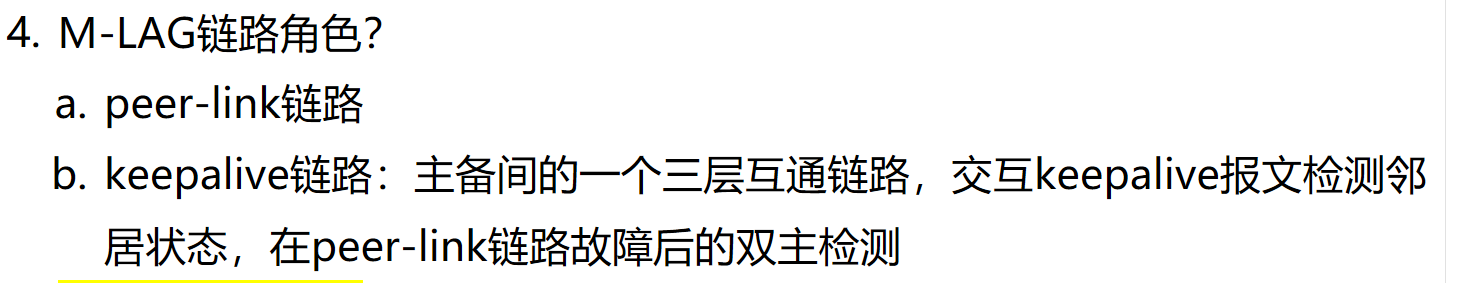 4. M-LAG链路角色？
a. peer-link链路
b. keepalive链路：主备间的一个三层互通链路，交互keepalive报文检测邻
居状态，在peer-link链路故障后的双主检测